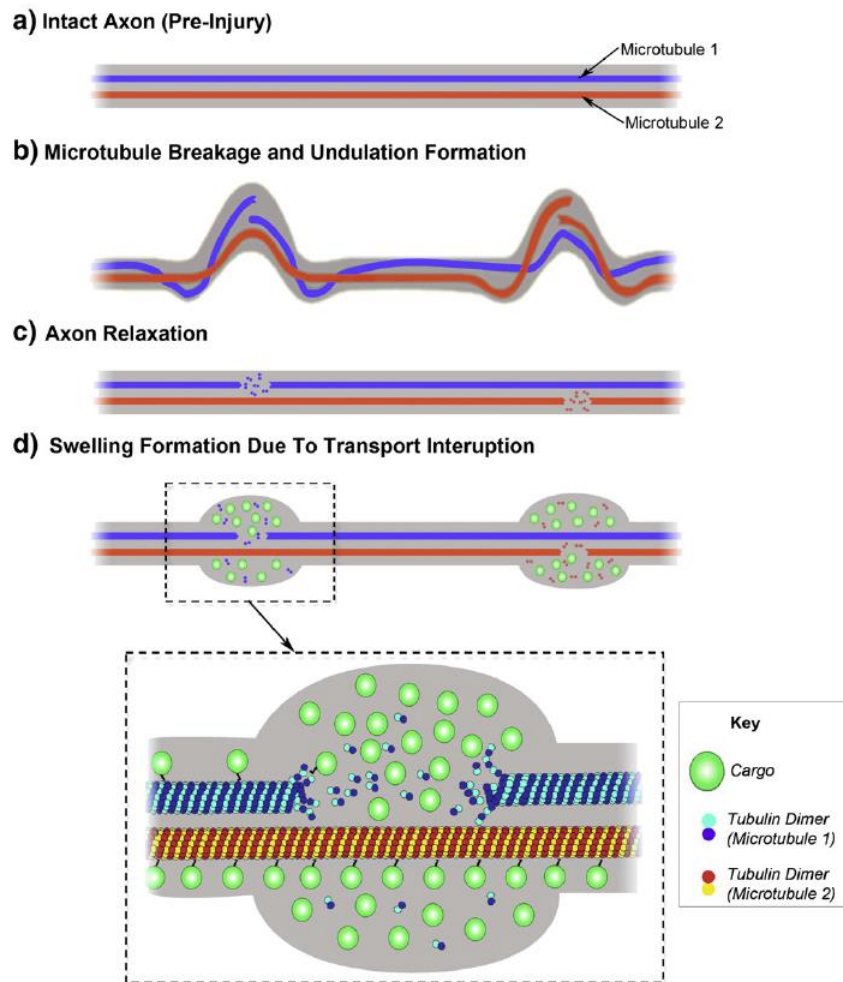 a) Intact Axon (Pre-Injury)
Microtubule 1
Microtubule 2
b) Microtubule Breakage and Undulation Formation
c) Axon Relaxation
d) Swelling Formation Due To Transport Interuption
Key
Cargo
Tubulin Dimer
(Microtubule 1)
Tubulin Dimer
(Microtubule 2)